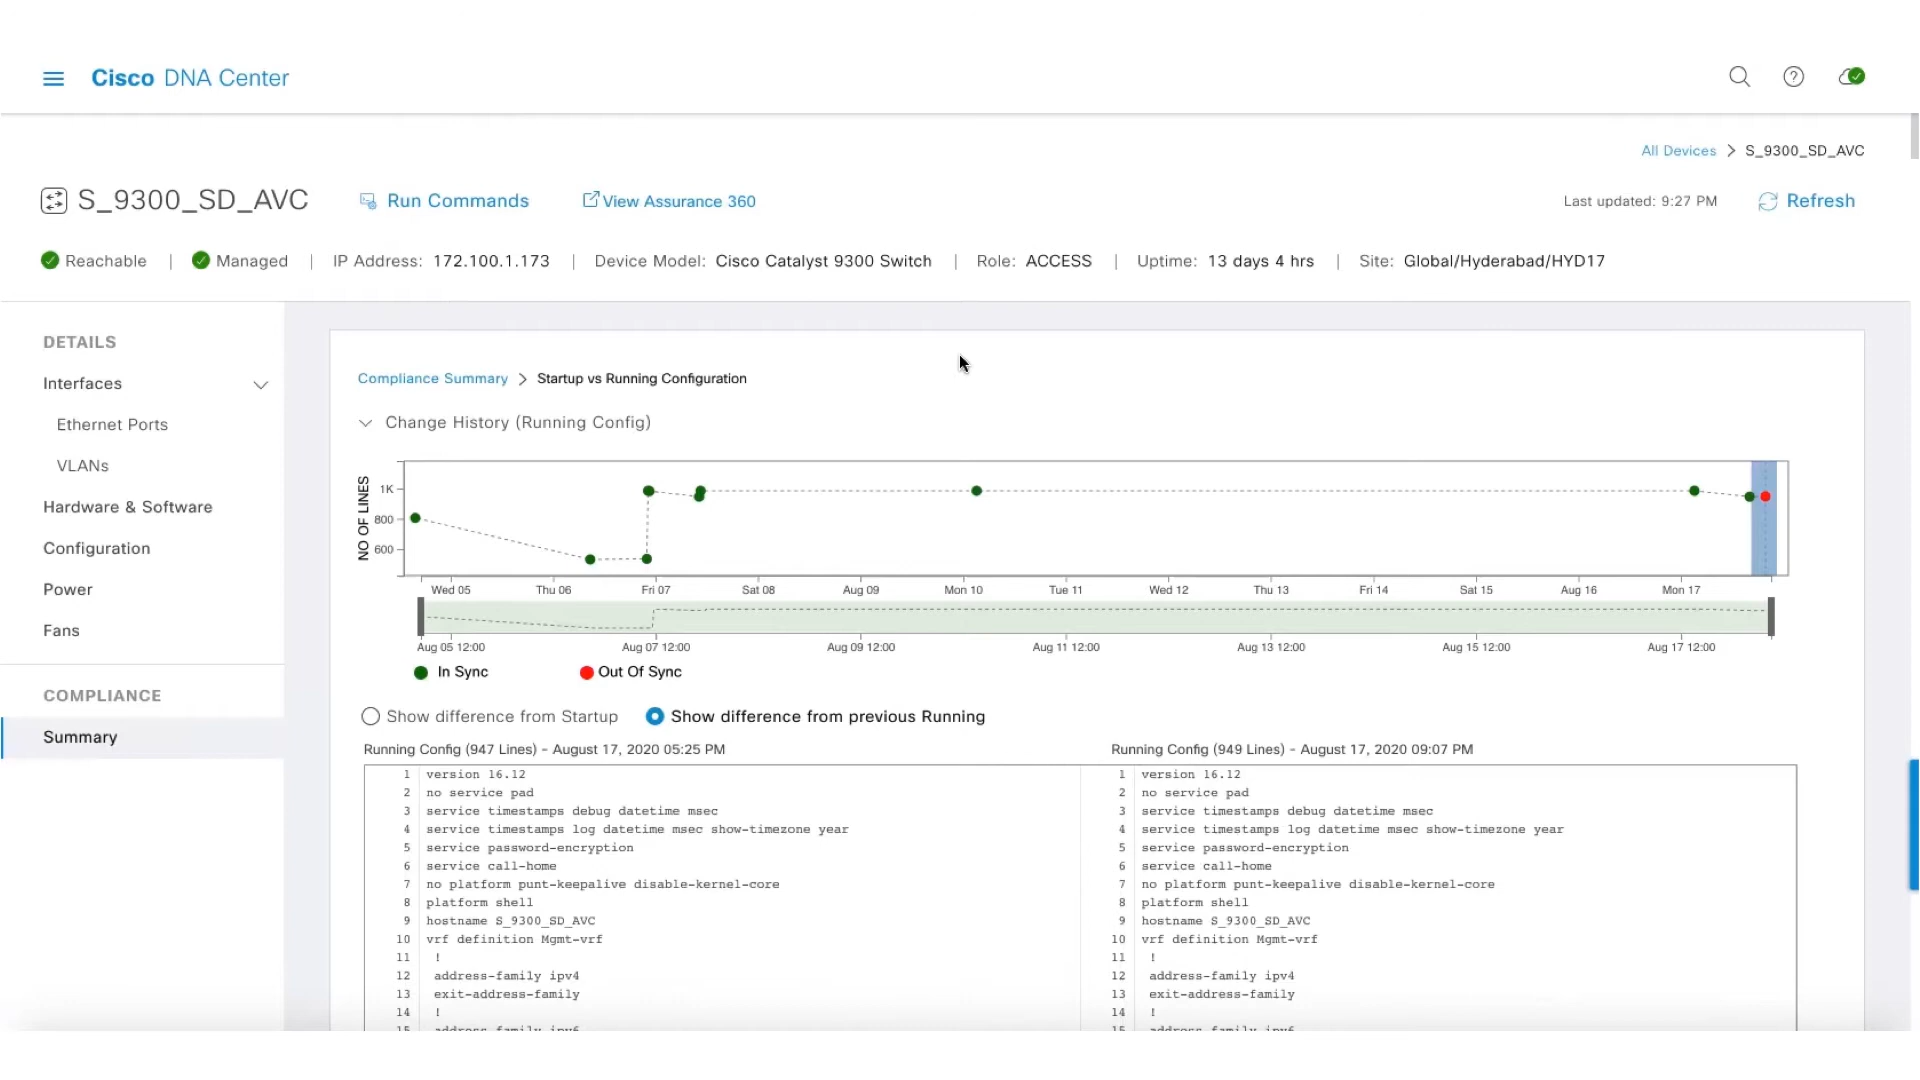 Cisco DNA Center
All Devices > S_9300_SD_AVC
S_9300_SD_AVC
Run Commands
View Assurance 360
Last updated: 9:27 PM
Refresh
Reachable | Managed | IP Address: 172.100.1.173 | Device Model: Cisco Catalyst 9300 Switch | Role: ACCESS | Uptime: 13 days 4 hrs | Site: Global/Hyderabad/HYD17
DETAILS
Interfaces
Ethernet Ports
VLANs
Hardware & Software
Configuration
Power
Fans
COMPLIANCE
Summary
Compliance Summary > Startup vs Running Configuration
Change History (Running Config)
NO OF LINES
1K
800
600
Wed 05 Thu 06 Fri 07 Sat 08 Aug 09 Mon 10 Tue 11 Wed 12 Thu 13 Fri 14 Sat 15 Aug 16 Mon 17
Aug 05 12:00 Aug 07 12:00 Aug 09 12:00 Aug 11 12:00 Aug 13 12:00 Aug 15 12:00 Aug 17 12:00
In Sync Out Of Sync
Show difference from Startup Show difference from previous Running
Running Config (947 Lines) - August 17, 2020 05:25 PM
1 version 16.12
2 no service pad
3 service timestamps debug datetime msec
4 service timestamps log datetime msec show-timezone year
5 service password-encryption
6 service call-home
7 no platform punt-keepalive disable-kernel-core
8 platform shell
9 hostname S_9300_SD_AVC
10 vrf definition Mgmt-vrf
11 !
12 address-family ipv4
13 exit-address-family
14 !
15 address-family ipv6
Running Config (949 Lines) - August 17, 2020 09:07 PM
1 version 16.12
2 no service pad
3 service timestamps debug datetime msec
4 service timestamps log datetime msec show-timezone year
5 service password-encryption
6 service call-home
7 no platform punt-keepalive disable-kernel-core
8 platform shell
9 hostname S_9300_SD_AVC
10 vrf definition Mgmt-vrf
11 !
12 address-family ipv4
13 exit-address-family
14 !
15 address-family ipv6